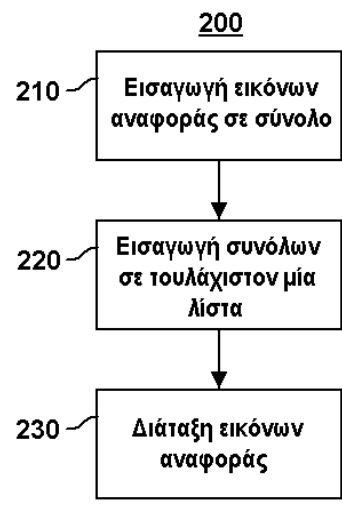 200
210
Εισαγωγή εικόνων
αναφοράς σε σύνολο
220
Εισαγωγή συνόλων
σε τουλάχιστον μία
λίστα
230
Διάταξη εικόνων
αναφοράς